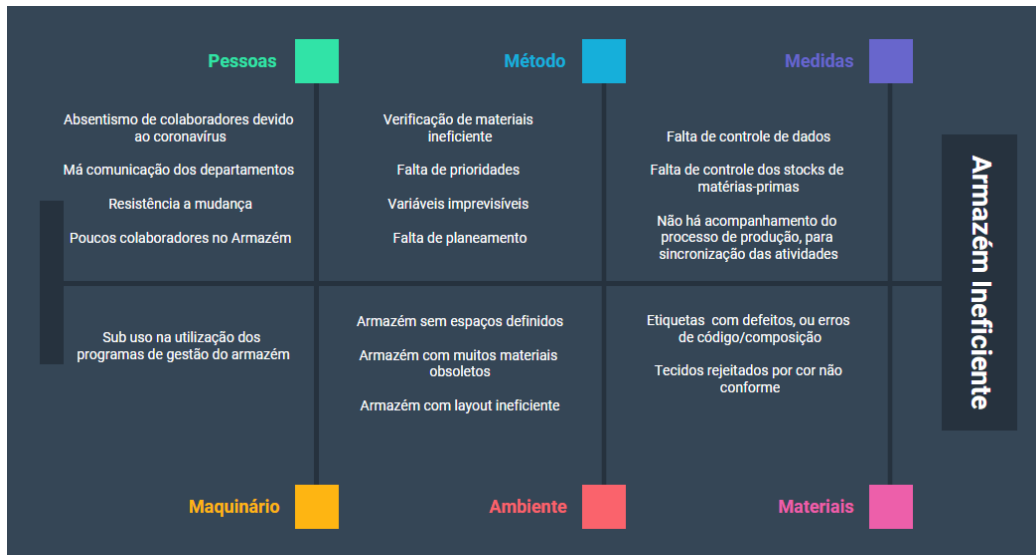 Pessoas
Absentismo de colaboradores devido
ao coronavírus
Má comunicação dos departamentos
Resistência a mudança
Poucos colaboradores no Armazém
Método
Verificação de materiais
ineficiente
Falta de prioridades
Variáveis imprevisíveis
Falta de planeamento
Medidas
Falta de controle de dados
Falta de controle dos stocks de
matérias-primas
Não há acompanhamento do
processo de produção, para
sincronização das atividades
Armazém Ineficiente
Sub uso na utilização dos
programas de gestão do armazém
Maquinário
Armazém sem espaços definidos
Armazém com muitos materiais
obsoletos
Armazém com layout ineficiente
Ambiente
Etiquetas com defeitos, ou erros
de código/composição
Tecidos rejeitados por cor não
conforme
Materiais